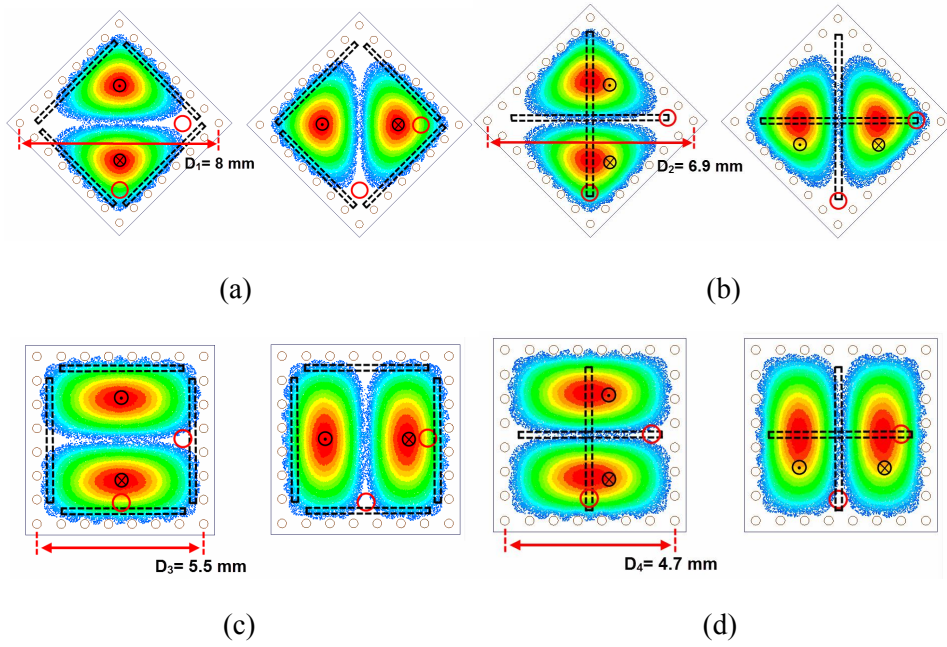 D₁= 8 mm
D₂= 6.9 mm
(a)
(b)
D₃= 5.5 mm
D₄= 4.7 mm
(c)
(d)